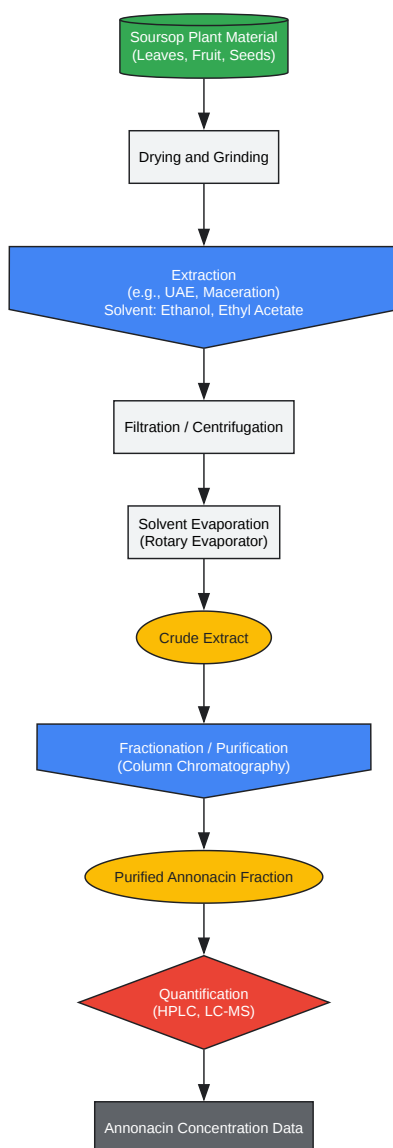 Soursop Plant Material
(Leaves, Fruit, Seeds)
Drying and Grinding
Extraction
(e.g., UAE, Maceration)
Solvent: Ethanol, Ethyl Acetate
Filtration / Centrifugation
Solvent Evaporation
(Rotary Evaporator)
Crude Extract
Fractionation / Purification
(Column Chromatography)
Purified Annonacin Fraction
Quantification
(HPLC, LC-MS)
Annonacin Concentration Data